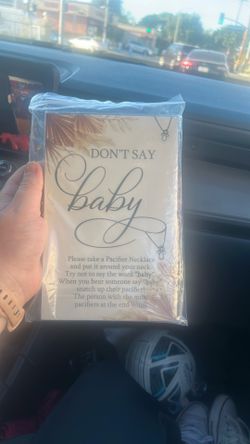 DON'T SAY
baby
Please take a Pacifier Necklace
and put it around your neck
Try not to say the word "baby"
When you hear someone say "baby"
snatch up their pacifier!
The person with the most
pacifiers at the end wins!